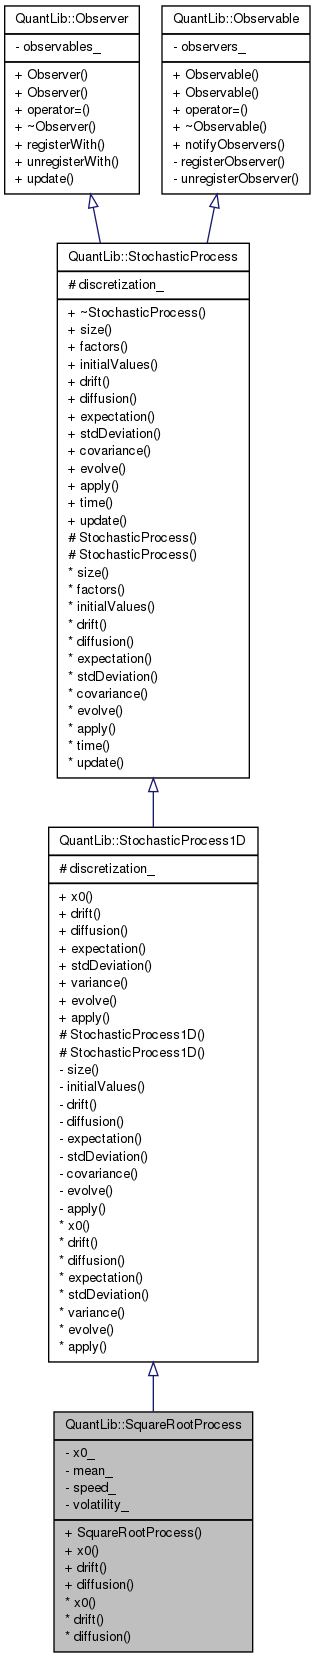 QuantLib::Observer
- observables_
+ Observer()
+ Observer()
+ operator=()
+ ~Observer()
+ registerWith()
+ unregisterWith()
+ update()
QuantLib::Observable
- observers_
+ Observable()
+ Observable()
+ operator=()
+ ~Observable()
+ notifyObservers()
- registerObserver()
- unregisterObserver()
QuantLib::StochasticProcess
# discretization_
+ ~StochasticProcess()
+ size()
+ factors()
+ initialValues()
+ drift()
+ diffusion()
+ expectation()
+ stdDeviation()
+ covariance()
+ evolve()
+ apply()
+ time()
+ update()
# StochasticProcess()
# StochasticProcess()
* size()
* factors()
* initialValues()
* drift()
* diffusion()
* expectation()
* stdDeviation()
* covariance()
* evolve()
* apply()
* time()
* update()
QuantLib::StochasticProcess1D
# discretization_
+ x0()
+ drift()
+ diffusion()
+ expectation()
+ stdDeviation()
+ variance()
+ evolve()
+ apply()
# StochasticProcess1D()
# StochasticProcess1D()
- size()
- initialValues()
- drift()
- diffusion()
- expectation()
- stdDeviation()
- covariance()
- evolve()
- apply()
* x0()
* drift()
* diffusion()
* expectation()
* stdDeviation()
* variance()
* evolve()
* apply()
QuantLib::SquareRootProcess
- x0_
- mean_
- speed_
- volatility_
+ SquareRootProcess()
+ x0()
+ drift()
+ diffusion()
* x0()
* drift()
* diffusion()